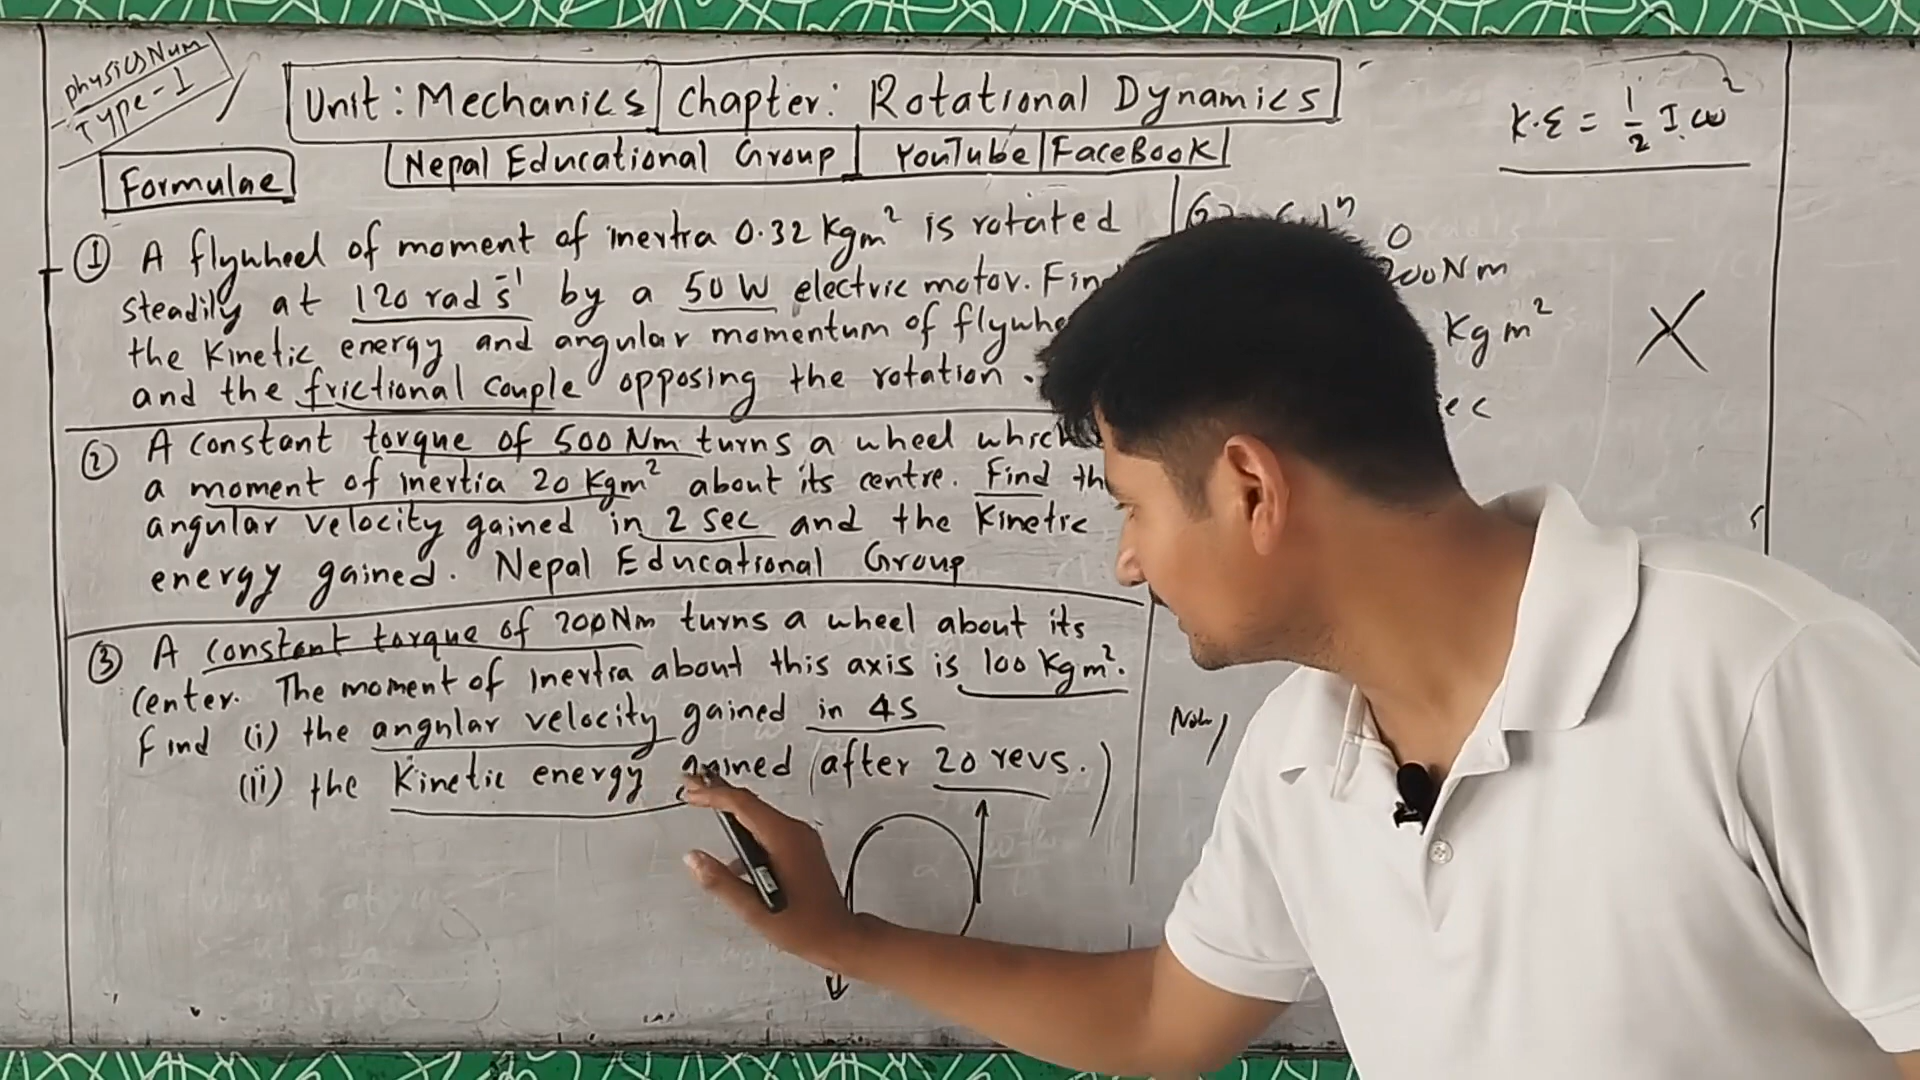 physics Num
Type-I
Unit: Mechanics Chapter: Rotational Dynamics
K.E = 1/2 I ω²
Nepal Educational Group YouTube FaceBook
Formulae
① A flywheel of moment of inertia 0.32 Kgm² is rotated
steadily at 120 rad s⁻¹ by a 50 W electric motor. Find
the Kinetic energy and angular momentum of
and the frictional couple opposing the rotation.
② A constant torque of 500 Nm turns a wheel which
a moment of inertia 20 Kgm² about its centre. Find
angular velocity gained in 2 sec and the Kinetic
energy gained. Nepal Educational Group
③ A constant torque of 200Nm turns a wheel about its
center. The moment of inertia about this axis is 100 Kgm².
Find (i) the angular velocity gained in 4s
(ii) the Kinetic energy gained (after 20 revs.)
0
Nm
Kg m²